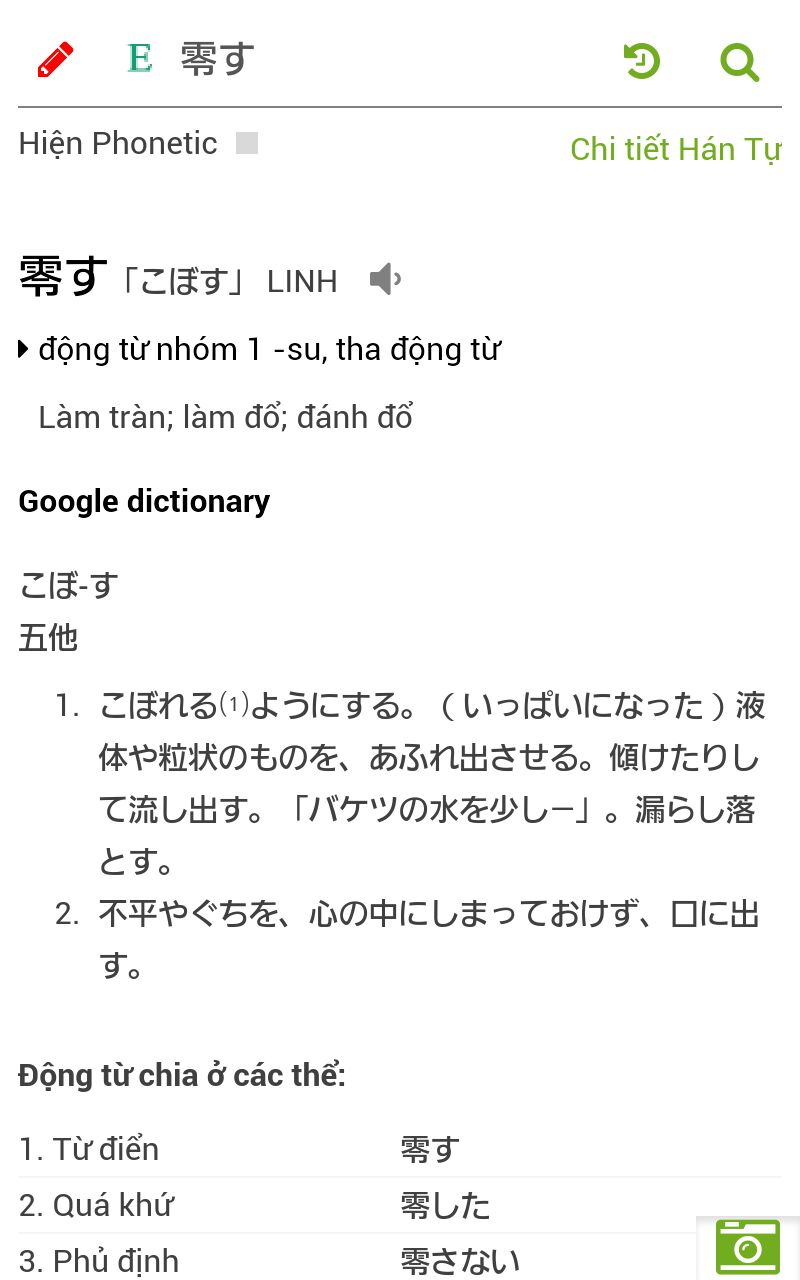 E 零す
Hiện Phonetic
Chi tiết Hán Tự
零す「こぼす」 LINH
động từ nhóm 1 -su, tha động từ
Làm tràn; làm đổ; đánh đổ
Google dictionary
こぼ-す
五他
1. こぼれる⑴ようにする。（いっぱいになった）液
体や粒状のものを、あふれ出させる。傾けたりし
て流し出す。「バケツの水を少し－」。漏らし落
とす。
2. 不平やぐちを、心の中にしまっておけず、口に出
す。
Động từ chia ở các thể:
1. Từ điển 零す
2. Quá khứ 零した
3. Phủ định 零さない